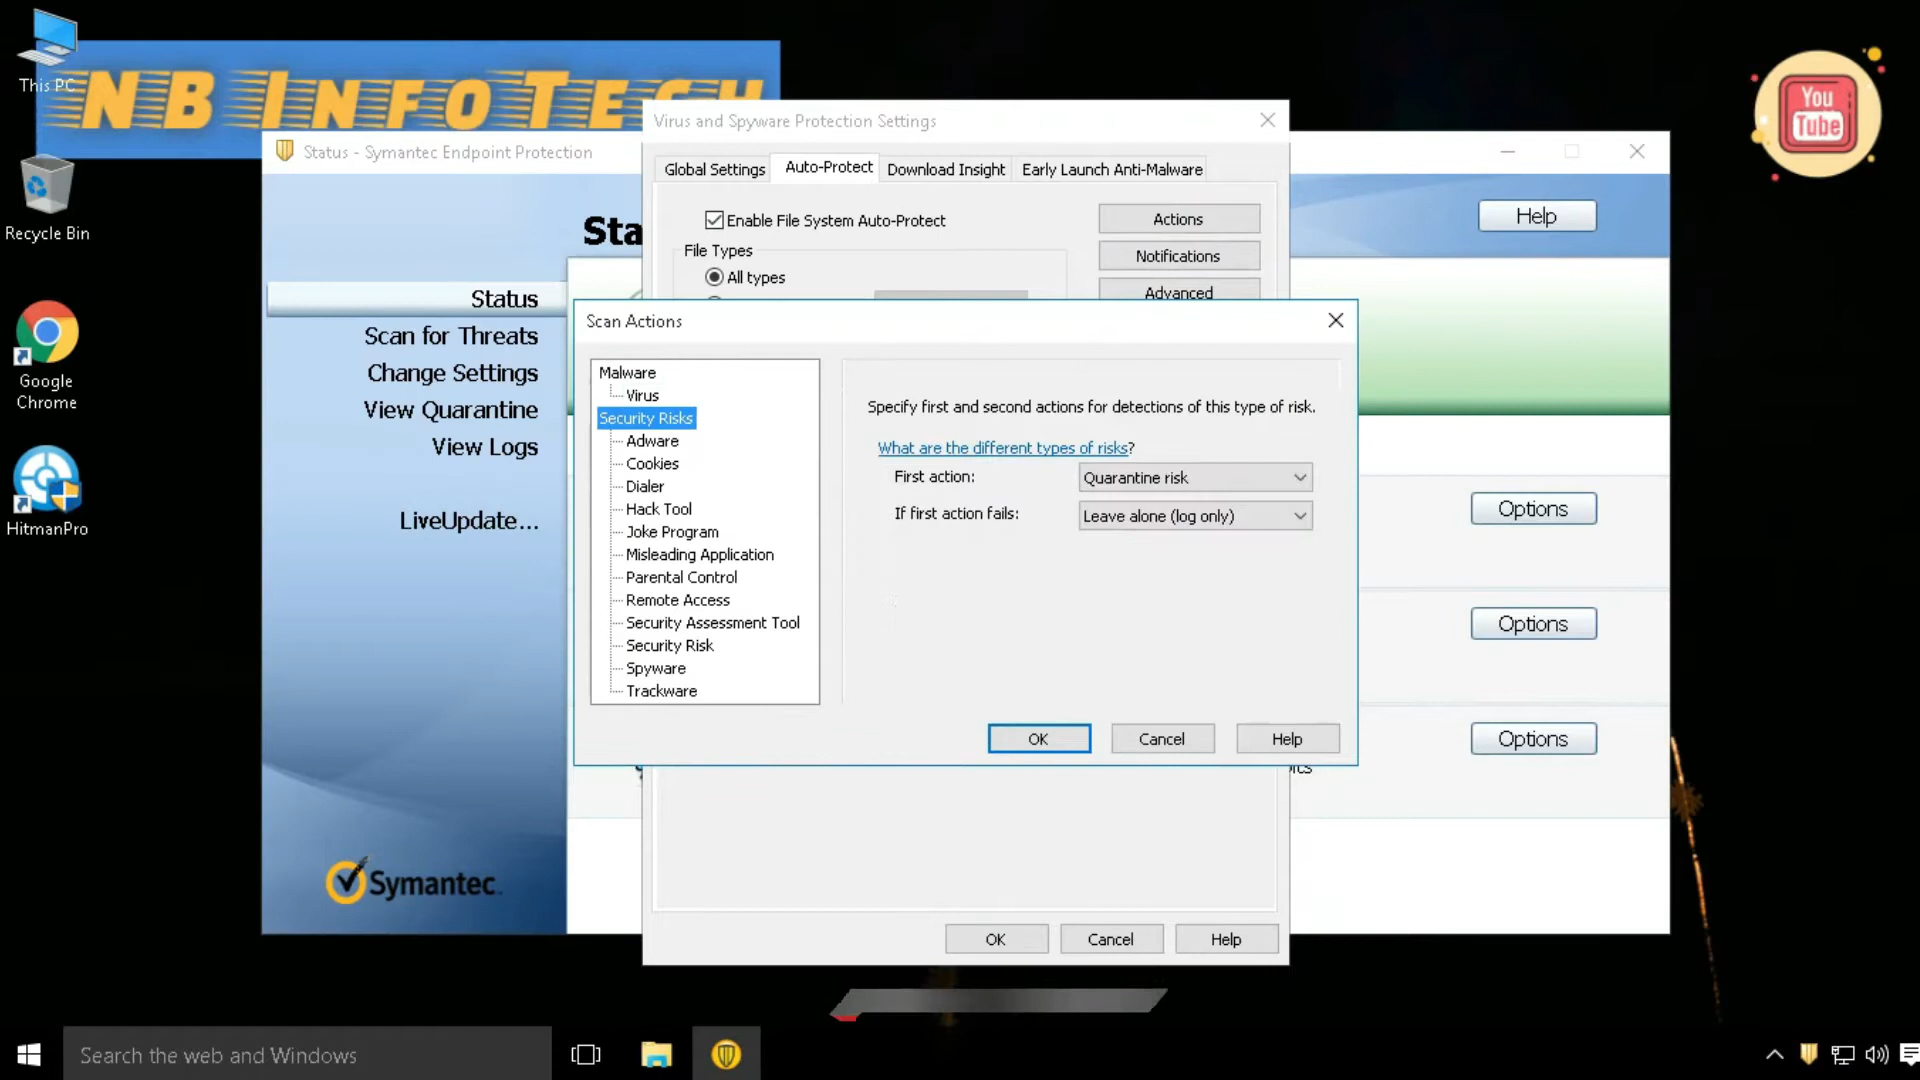 This PC
NB INFOTECH
You
Tube
Virus and Spyware Protection Settings
Status - Symantec Endpoint Protection
Global Settings
Auto-Protect
Download Insight
Early Launch Anti-Malware
Enable File System Auto-Protect
Actions
Help
Sta
File Types
Notifications
All types
Advanced
Recycle Bin
Status
Scan for Threats
Change Settings
View Quarantine
View Logs
LiveUpdate...
Google
Chrome
HitmanPro
Scan Actions
Malware
Virus
Security Risks
Adware
Cookies
Dialer
Hack Tool
Joke Program
Misleading Application
Parental Control
Remote Access
Security Assessment Tool
Security Risk
Spyware
Trackware
Specify first and second actions for detections of this type of risk.
What are the different types of risks?
First action:
Quarantine risk
If first action fails:
Leave alone (log only)
OK
Cancel
Help
Options
Options
Options
Symantec.
OK
Cancel
Help
Search the web and Windows